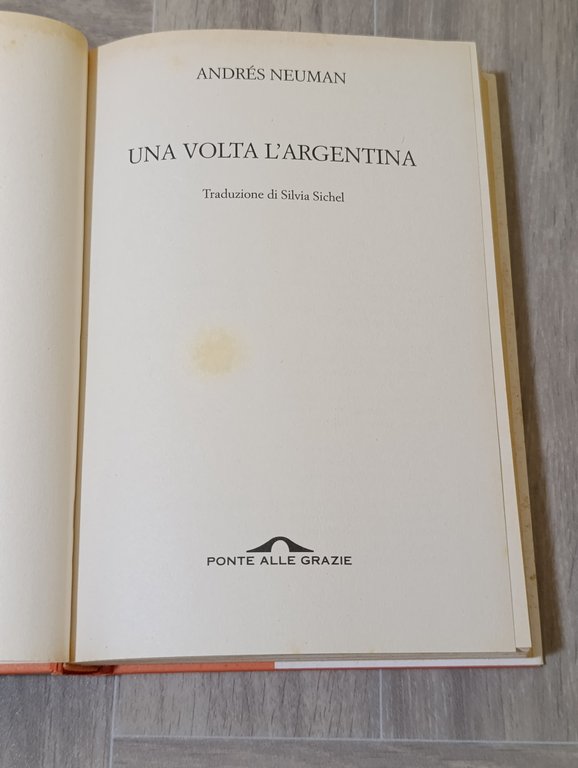 ANDRÉS NEUMAN
UNA VOLTA L'ARGENTINA
Traduzione di Silvia Sichel
PONTE ALLE GRAZIE